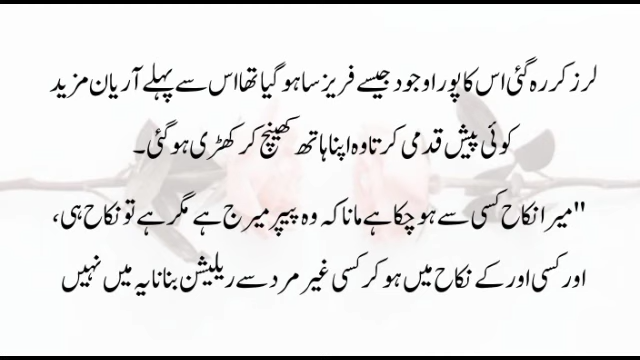 لرز کر رہ گئی اس کا پورا وجود جیسے فریز سا ہو گیا تھا اس سے پہلے آریان مزید
کوئی پیش قدمی کرتا وہ اپنا ہاتھ کھینچ کر کھڑی ہو گئی۔
"میرا نکاح کسی سے ہو چکا ہے مانا کہ وہ پیپر میرج ہے مگر ہے تو نکاح ہی،
اور کسی اور کے نکاح میں ہو کر کسی غیر مرد سے ریلیشن بنانا یہ میں نہیں